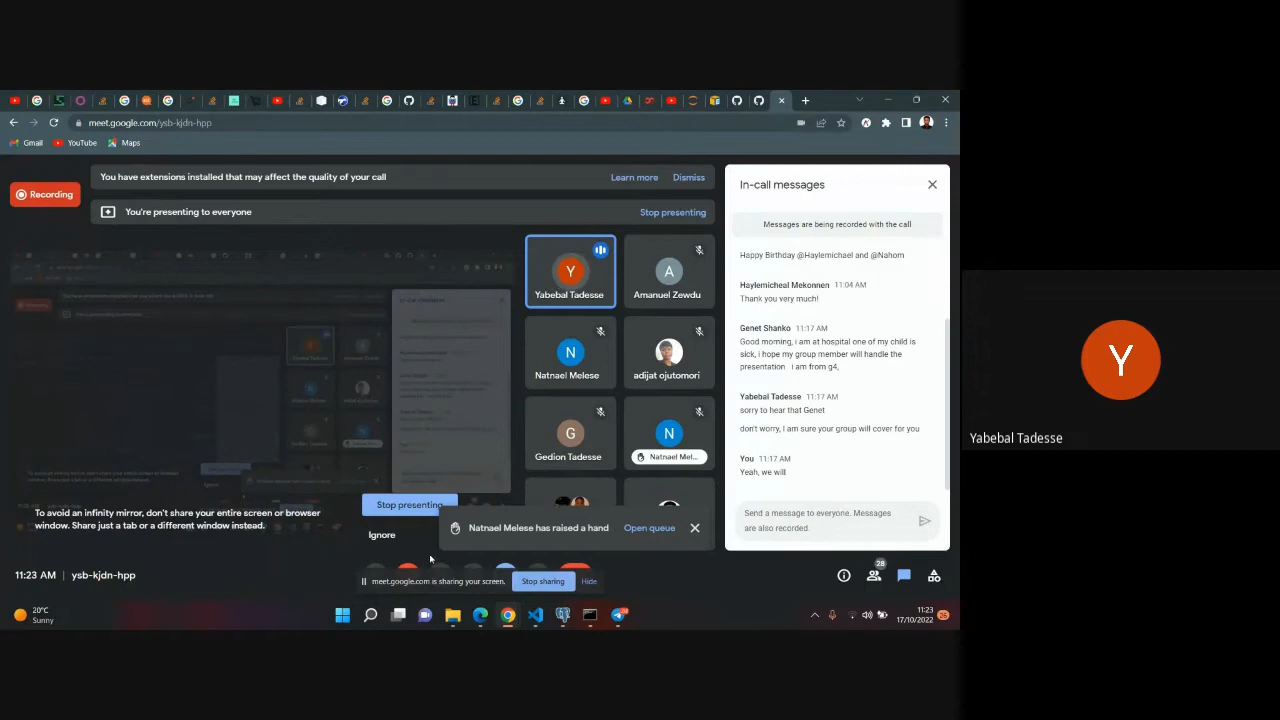 meet.google.com/ysb-kjdn-hpp
Gmail
YouTube
Maps
Recording
You have extensions installed that may affect the quality of your call
Learn more
Dismiss
You're presenting to everyone
Stop presenting
Y
Yabebal Tadesse
A
Amanuel Zewdu
N
Natnael Melese
adijat ojutomori
G
Gedion Tadesse
N
Natnael Mel...
To avoid an infinity mirror, don't share your entire screen or browser
window. Share just a tab or a different window instead.
Stop presenting
Ignore
Natnael Melese has raised a hand
Open queue
In-call messages
Messages are being recorded with the call
Happy Birthday @Haylemichael and @Nahom
Haylemicheal Mekonnen 11:04 AM
Thank you very much!
Genet Shanko 11:17 AM
Good morning, i am at hospital one of my child is
sick, i hope my group member will handle the
presentation i am from g4,
Yabebal Tadesse 11:17 AM
sorry to hear that Genet
don't worry, I am sure your group will cover for you
You 11:17 AM
Yeah, we will
Send a message to everyone. Messages
are also recorded.
11:23 AM | ysb-kjdn-hpp
meet.google.com is sharing your screen.
Stop sharing
Hide
28
20°C
Sunny
11:23
17/10/2022
Y
Yabebal Tadesse